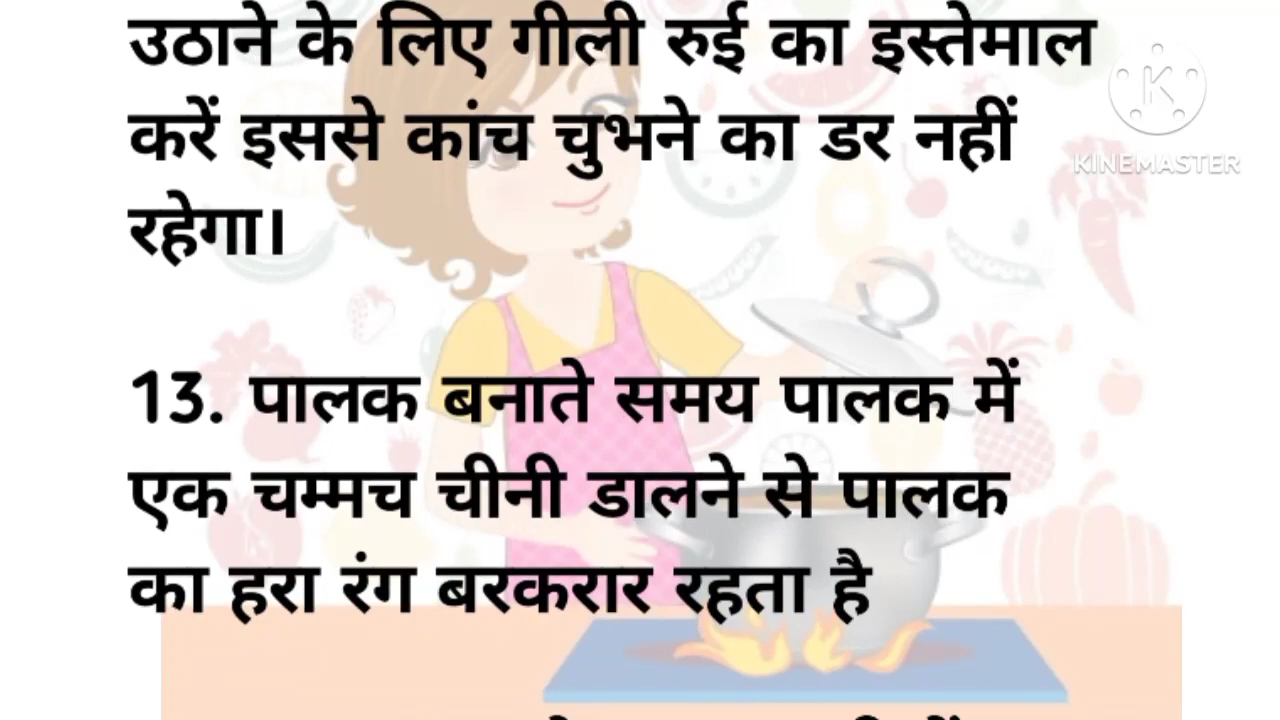 उठाने के लिए गीली रुई का इस्तेमाल
करें इससे कांच चुभने का डर नहीं
रहेगा।
KINEMASTER
13. पालक बनाते समय पालक में
एक चम्मच चीनी डालने से पालक
का हरा रंग बरकरार रहता है